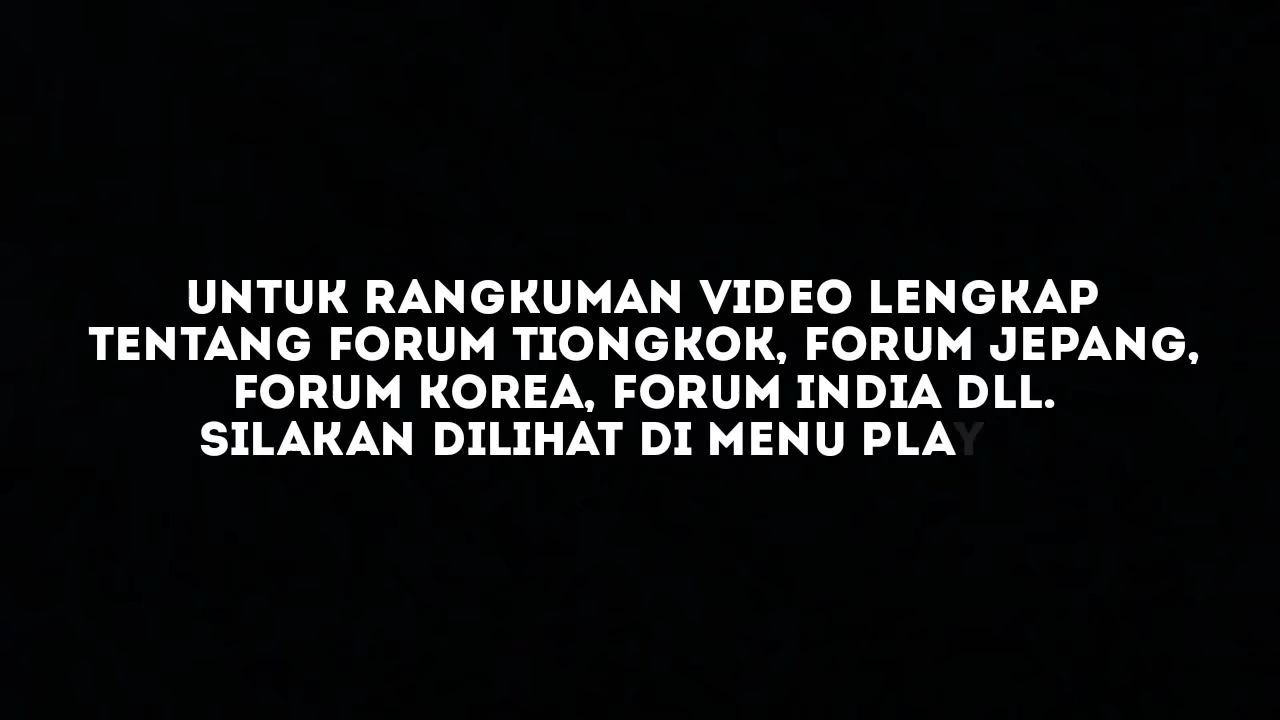 UNTUK RANGKUMAN VIDEO LENGKAP
TENTANG FORUM TIONGKOK, FORUM JEPANG,
FORUM KOREA, FORUM INDIA DLL.
SILAKAN DILIHAT DI MENU PLAY